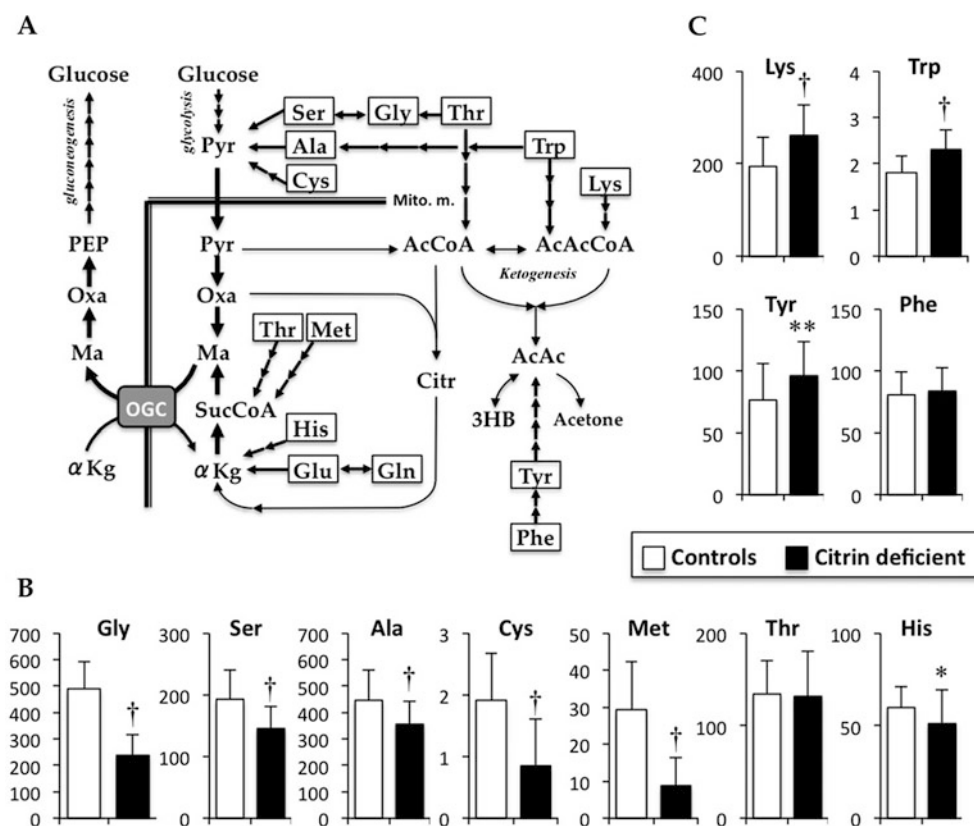 A
Glucose Glucose
gluconeogenesis
glycolysis
Ser Gly Thr
Pyr Ala Trp
Cys Lys
Mito. m.
PEP Pyr AcCoA AcAcCoA
Ketogenesis
Oxa Oxa
Thr Met
Ma Ma AcAc
Citr
OGC SucCoA
3HB Acetone
His
αKg αKg Glu Gln Tyr
Phe
C
Lys
400
200
0
†
Trp
4
3
2
1
0
†
Tyr
150
100
50
0
**
Phe
150
100
50
0
Controls Citrin deficient
B
Gly
700
600
500
400
300
200
100
0
†
Ser
300
200
100
0
†
Ala
700
600
500
400
300
200
100
0
†
Cys
3
2
1
0
†
Met
50
40
30
20
10
0
†
Thr
200
100
0
His
100
50
0
*